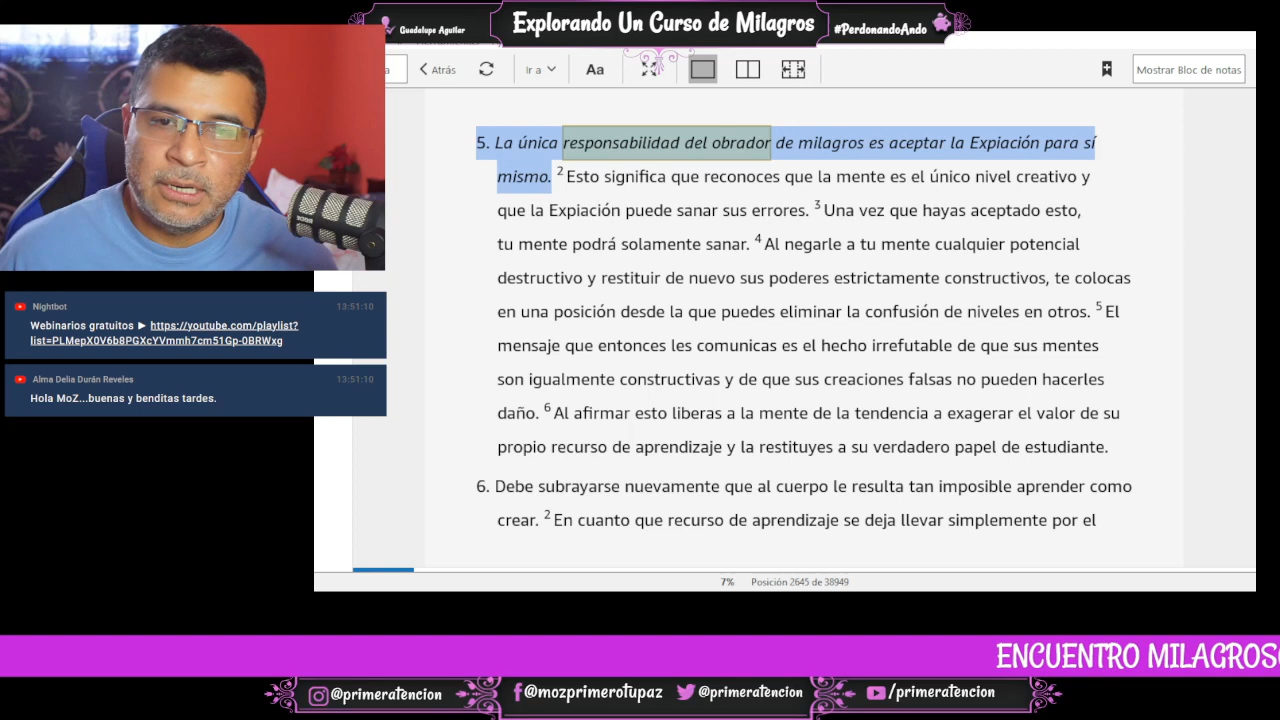 Guadalupe Aguilar
Explorando Un Curso de Milagros
#PerdonandoAndo
a
Atrás
Ir a
Aa
Mostrar Bloc de notas
5. La única responsabilidad del obrador de milagros es aceptar la Expiación para sí
mismo. 2 Esto significa que reconoces que la mente es el único nivel creativo y
que la Expiación puede sanar sus errores. 3 Una vez que hayas aceptado esto,
tu mente podrá solamente sanar. 4 Al negarle a tu mente cualquier potencial
destructivo y restituir de nuevo sus poderes estrictamente constructivos, te colocas
en una posición desde la que puedes eliminar la confusión de niveles en otros. 5 El
mensaje que entonces les comunicas es el hecho irrefutable de que sus mentes
son igualmente constructivas y de que sus creaciones falsas no pueden hacerles
daño. 6 Al afirmar esto liberas a la mente de la tendencia a exagerar el valor de su
propio recurso de aprendizaje y la restituyes a su verdadero papel de estudiante.
6. Debe subrayarse nuevamente que al cuerpo le resulta tan imposible aprender como
crear. 2 En cuanto que recurso de aprendizaje se deja llevar simplemente por el
7% Posición 2645 de 38949
Nightbot 13:51:10
Webinarios gratuitos ► https://youtube.com/playlist?
list=PLMepX0V6b8PGXcYVmmh7cm51Gp-0BRWxg
Alma Delia Durán Reveles 13:51:10
Hola MoZ...buenas y benditas tardes.
ENCUENTRO MILAGROS
@primeratencion
@mozprimerotupaz
@primeratencion
/primeratencion